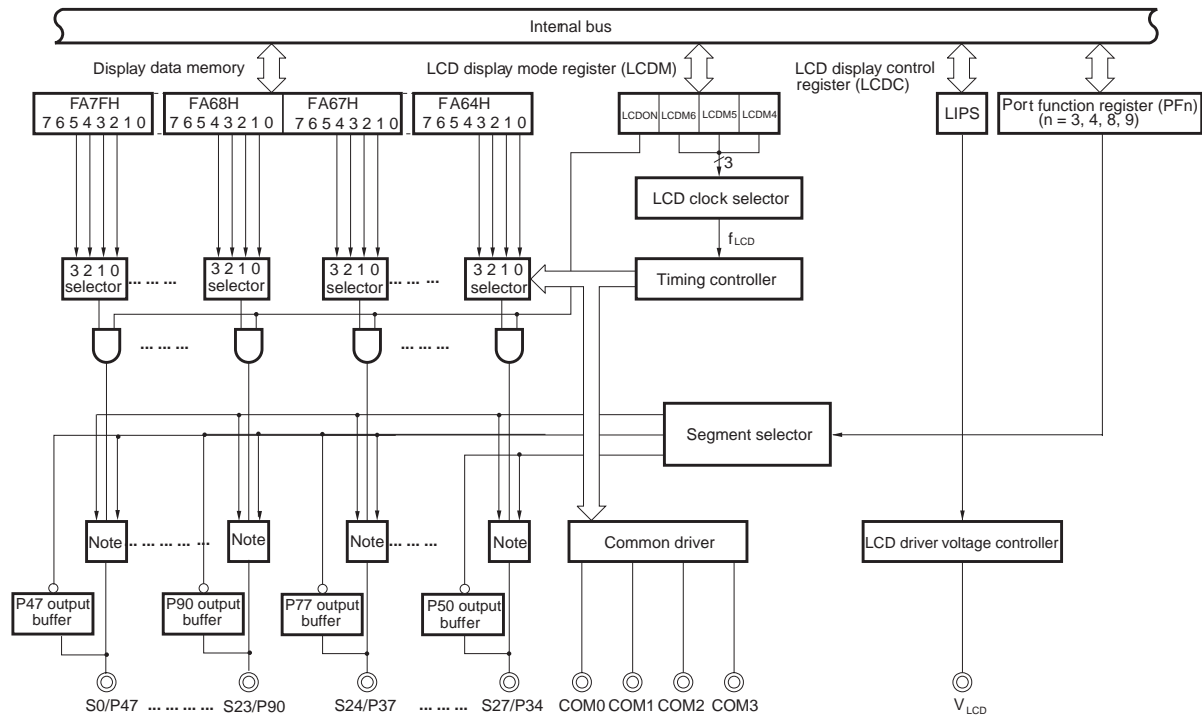 Internal bus
Display data memory
LCD display mode register (LCDM)
LCD display control
register (LCDC)
FA7FH
7 6 5 4 3 2 1 0
FA68H
7 6 5 4 3 2 1 0
FA67H
7 6 5 4 3 2 1 0
FA64H
7 6 5 4 3 2 1 0
LCDON
LCDM6
LCDM5
LCDM4
LIPS
Port function register (PFn)
(n = 3, 4, 8, 9)
3
LCD clock selector
fLCD
3 2 1 0
selector
... ... ...
3 2 1 0
selector
3 2 1 0
selector
... ...
3 2 1 0
selector
Timing controller
... ... ...
... ... ...
Segment selector
Note
... ... ... ... ...
Note
Note
... ... ...
Note
Common driver
LCD driver voltage controller
P47 output
buffer
P90 output
buffer
P77 output
buffer
P50 output
buffer
S0/P47
... ... ... ...
S23/P90
S24/P37
... ... ...
S27/P34
COM0
COM1
COM2
COM3
VLCD